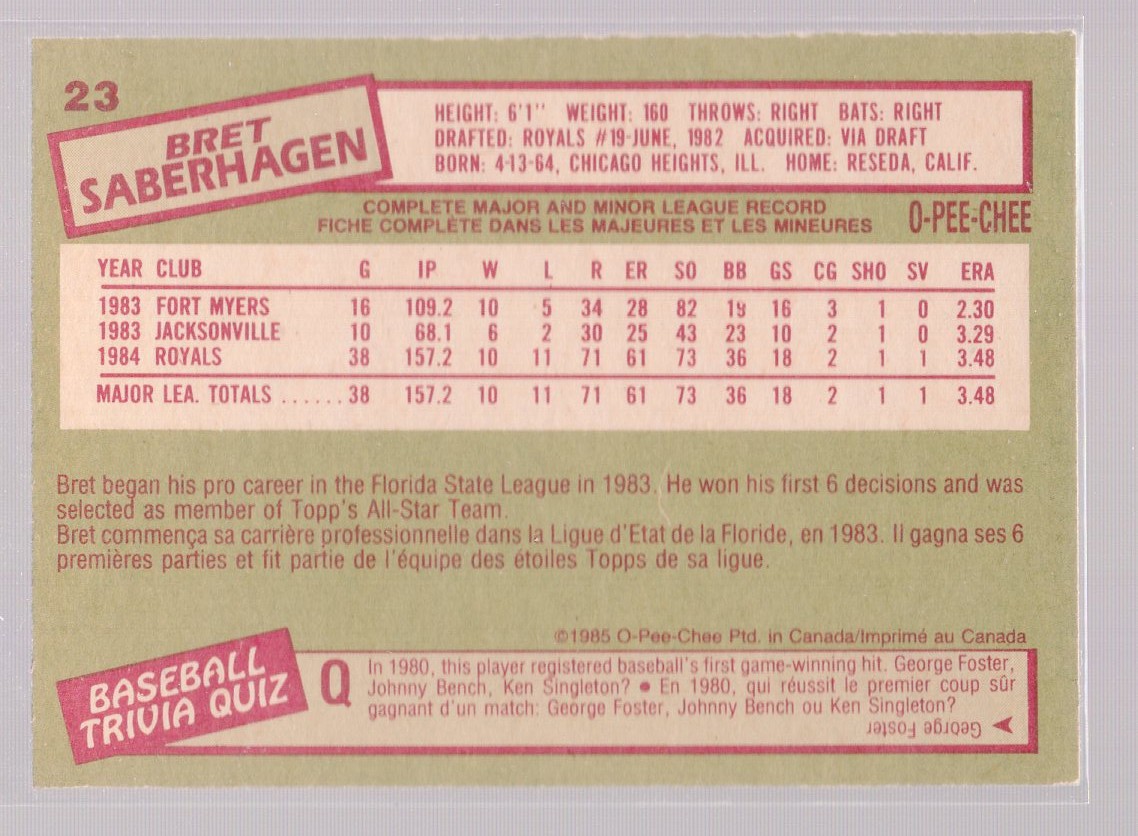 23
BRET
SABERHAGEN
HEIGHT: 6'1" WEIGHT: 160 THROWS: RIGHT BATS: RIGHT
DRAFTED: ROYALS #19-JUNE, 1982 ACQUIRED: VIA DRAFT
BORN: 4-13-64, CHICAGO HEIGHTS, ILL. HOME: RESEDA, CALIF.
COMPLETE MAJOR AND MINOR LEAGUE RECORD
FICHE COMPLÈTE DANS LES MAJEURES ET LES MINEURES
O-PEE-CHEE
YEAR CLUB G IP W L R ER SO BB GS CG SHO SV ERA
1983 FORT MYERS 16 109.2 10 5 34 28 82 19 16 3 1 0 2.30
1983 JACKSONVILLE 10 68.1 6 2 30 25 43 23 10 2 1 0 3.29
1984 ROYALS 38 157.2 10 11 71 61 73 36 18 2 1 1 3.48
MAJOR LEA. TOTALS ...... 38 157.2 10 11 71 61 73 36 18 2 1 1 3.48
Bret began his pro career in the Florida State League in 1983. He won his first 6 decisions and was
selected as member of Topp's All-Star Team.
Bret commença sa carrière professionnelle dans la Ligue d'Etat de la Floride, en 1983. Il gagna ses 6
premières parties et fit partie de l'équipe des étoiles Topps de sa ligue.
©1985 O-Pee-Chee Ptd. in Canada/Imprimé au Canada
BASEBALL
TRIVIA QUIZ
Q
In 1980, this player registered baseball's first game-winning hit. George Foster,
Johnny Bench, Ken Singleton? ● En 1980, qui réussit le premier coup sûr
gagnant d'un match: George Foster, Johnny Bench ou Ken Singleton?
George Foster